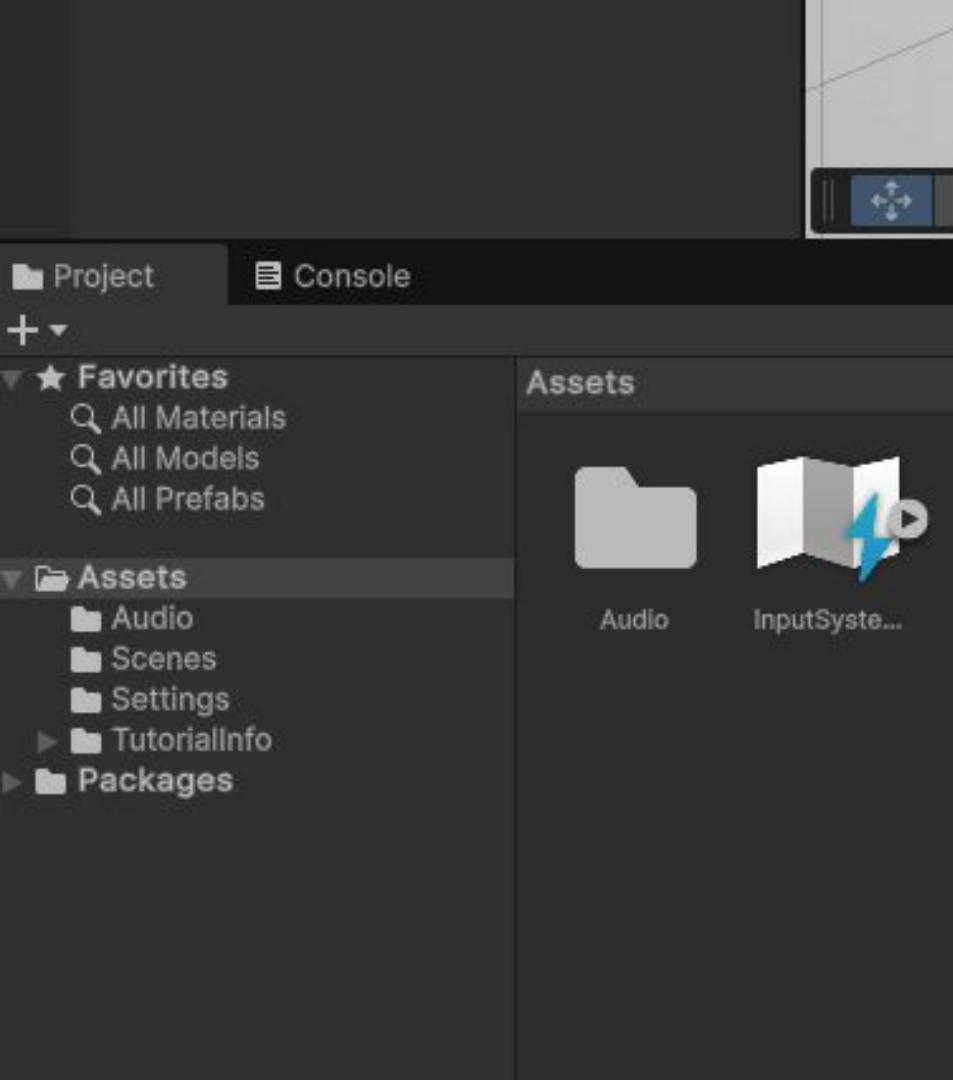 Project
Console
Favorites
All Materials
All Models
All Prefabs
Assets
Audio
Scenes
Settings
TutorialInfo
Packages
Assets
Audio
InputSyste...